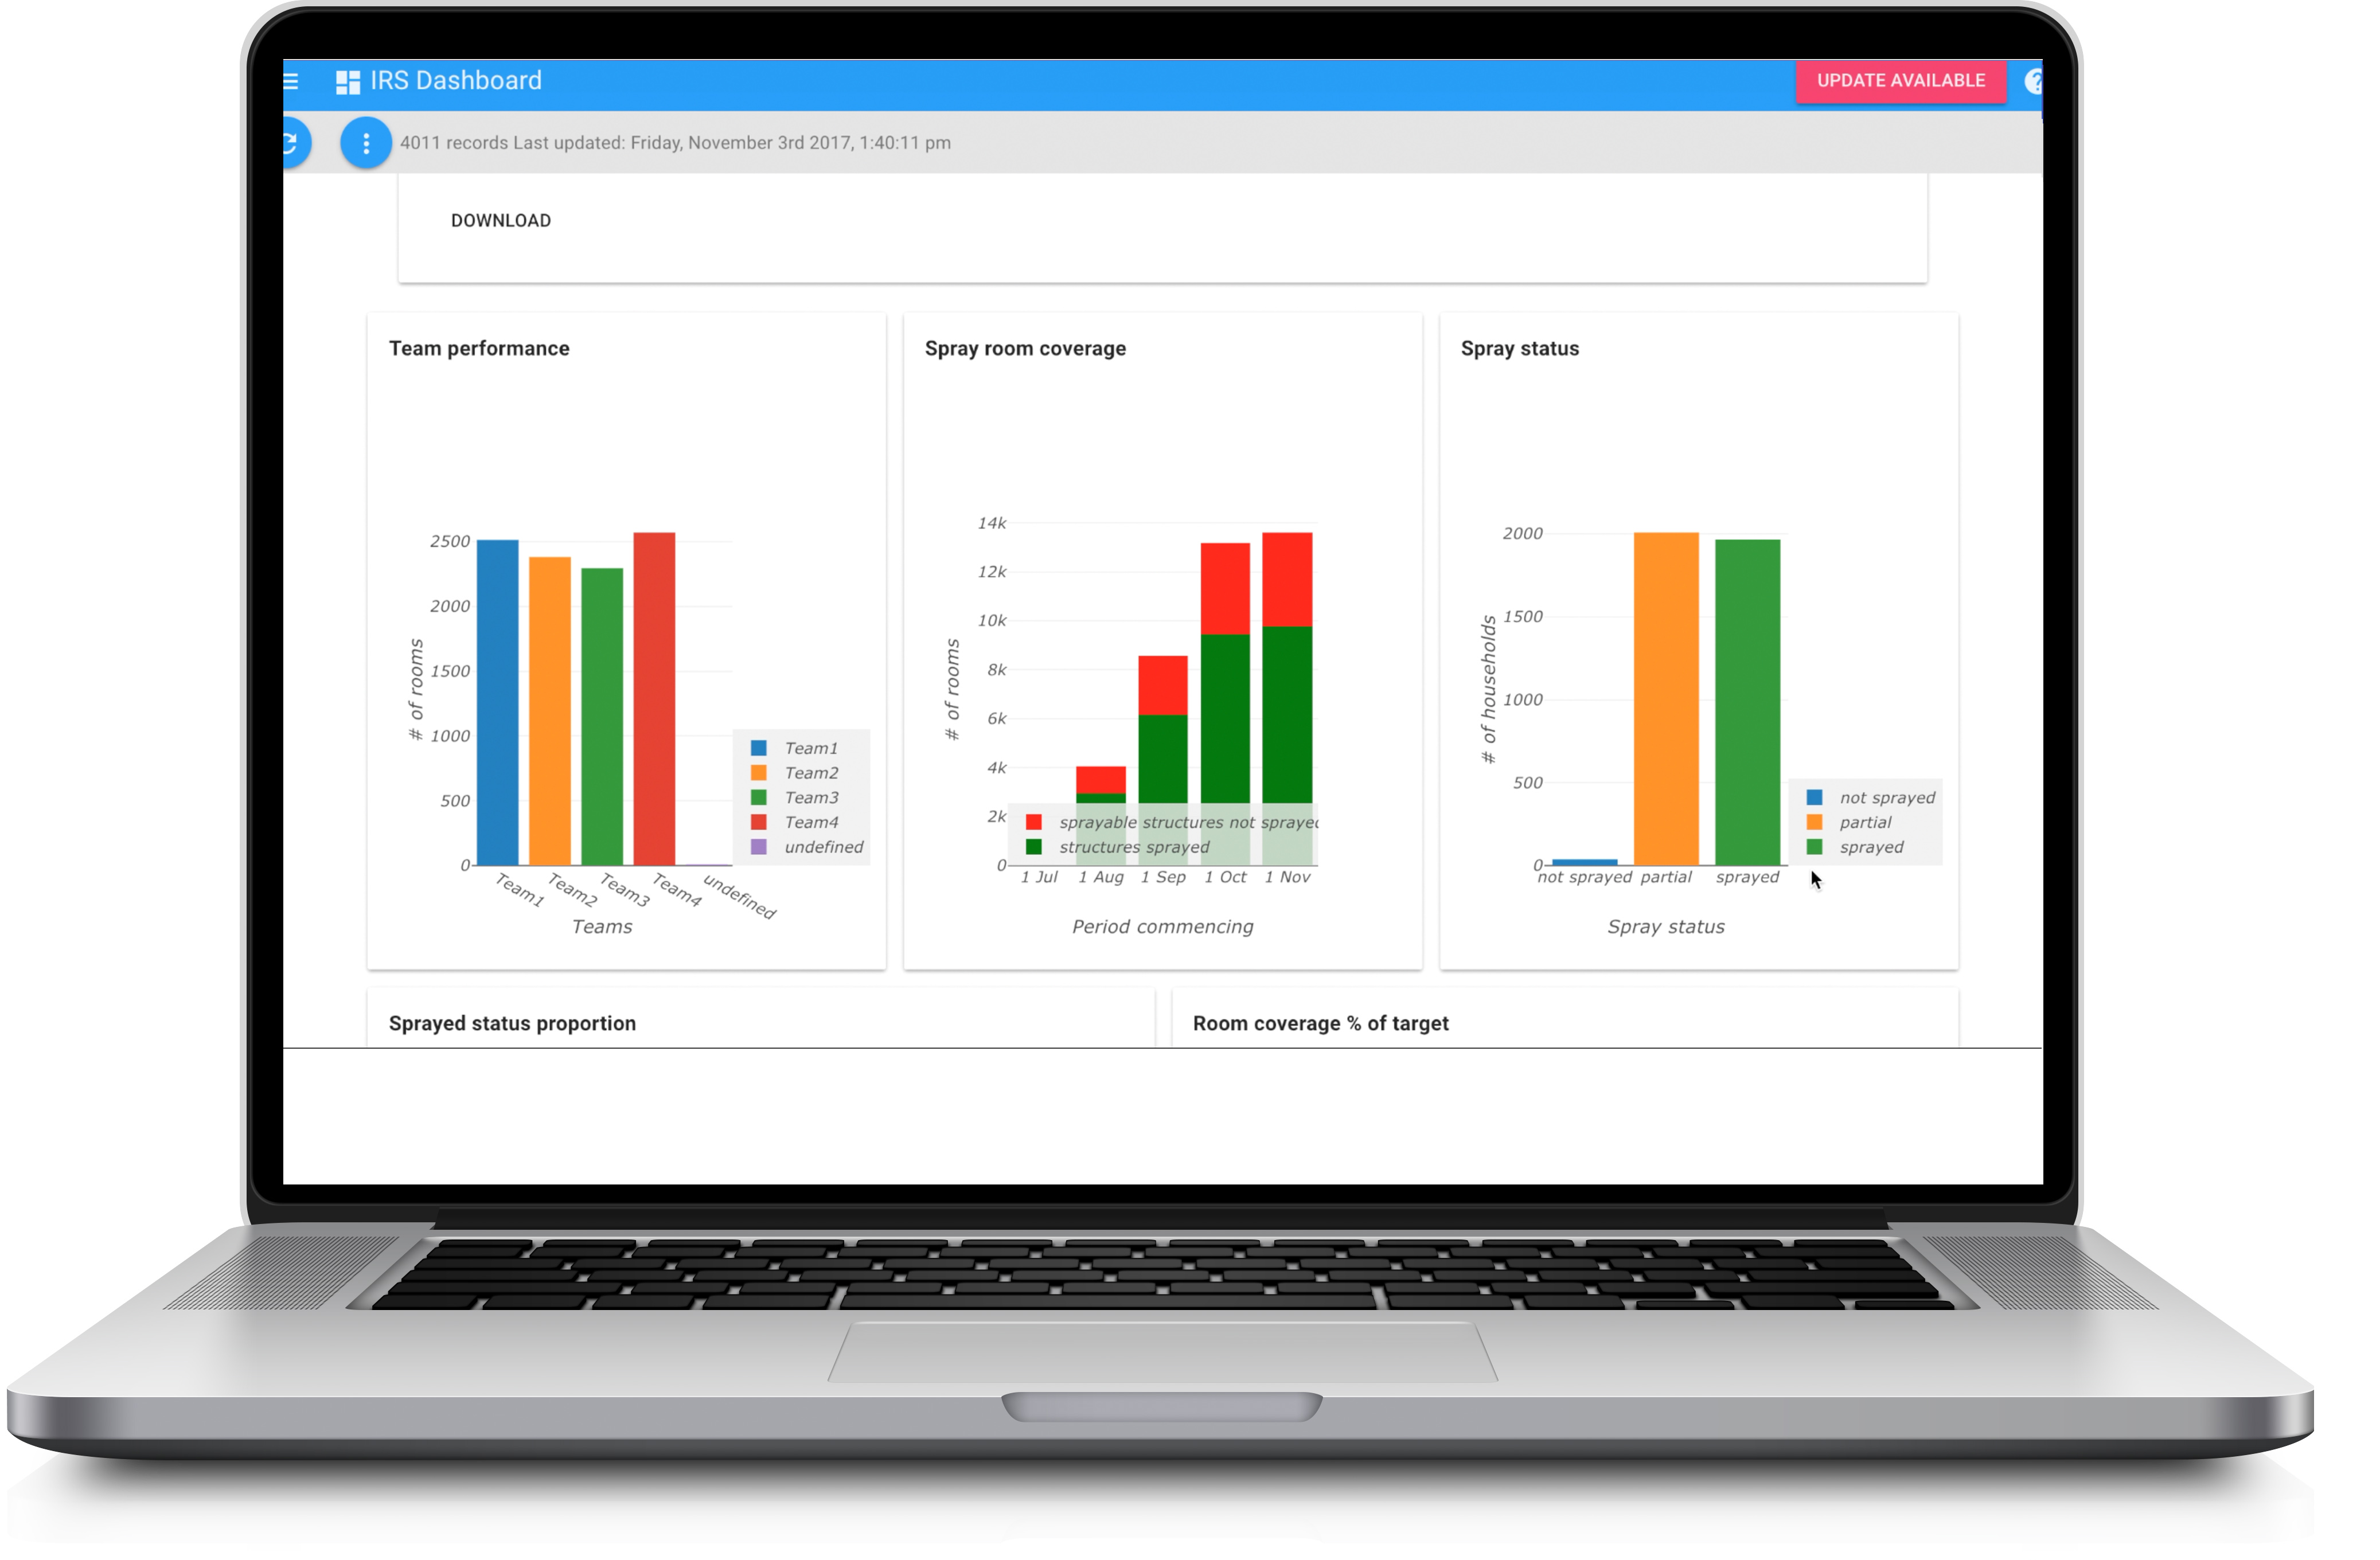 IRS Dashboard
UPDATE AVAILABLE
?
4011 records Last updated: Friday, November 3rd 2017, 1:40:11 pm
DOWNLOAD
Team performance
# of rooms
2500
2000
1500
1000
500
0
Team1
Team2
Team3
Team4
undefined
Teams
Team1
Team2
Team3
Team4
undefined
Spray room coverage
# of rooms
14k
12k
10k
8k
6k
4k
2k
0
sprayable structures not sprayed
structures sprayed
1 Jul
1 Aug
1 Sep
1 Oct
1 Nov
Period commencing
Spray status
# of households
2000
1500
1000
500
0
not sprayed
partial
sprayed
Spray status
not sprayed
partial
sprayed
Sprayed status proportion
Room coverage % of target